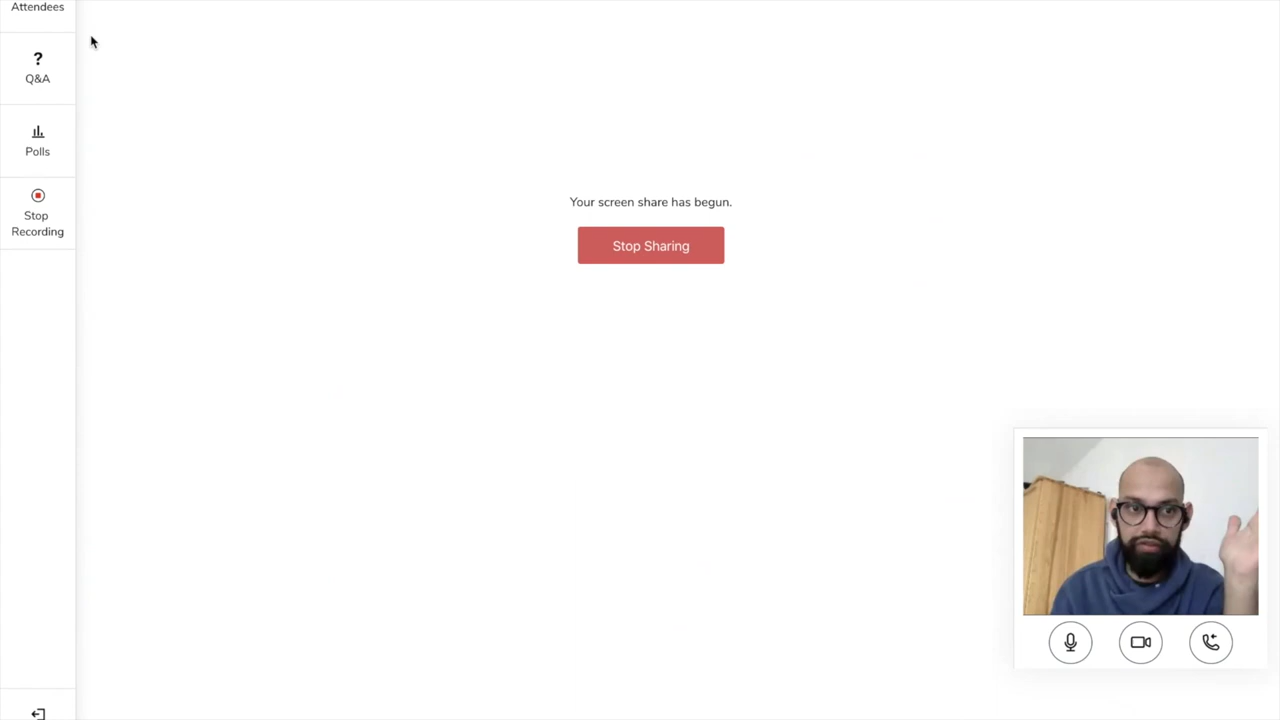 Attendees
?
Q&A
Polls
Stop
Recording
Your screen share has begun.
Stop Sharing